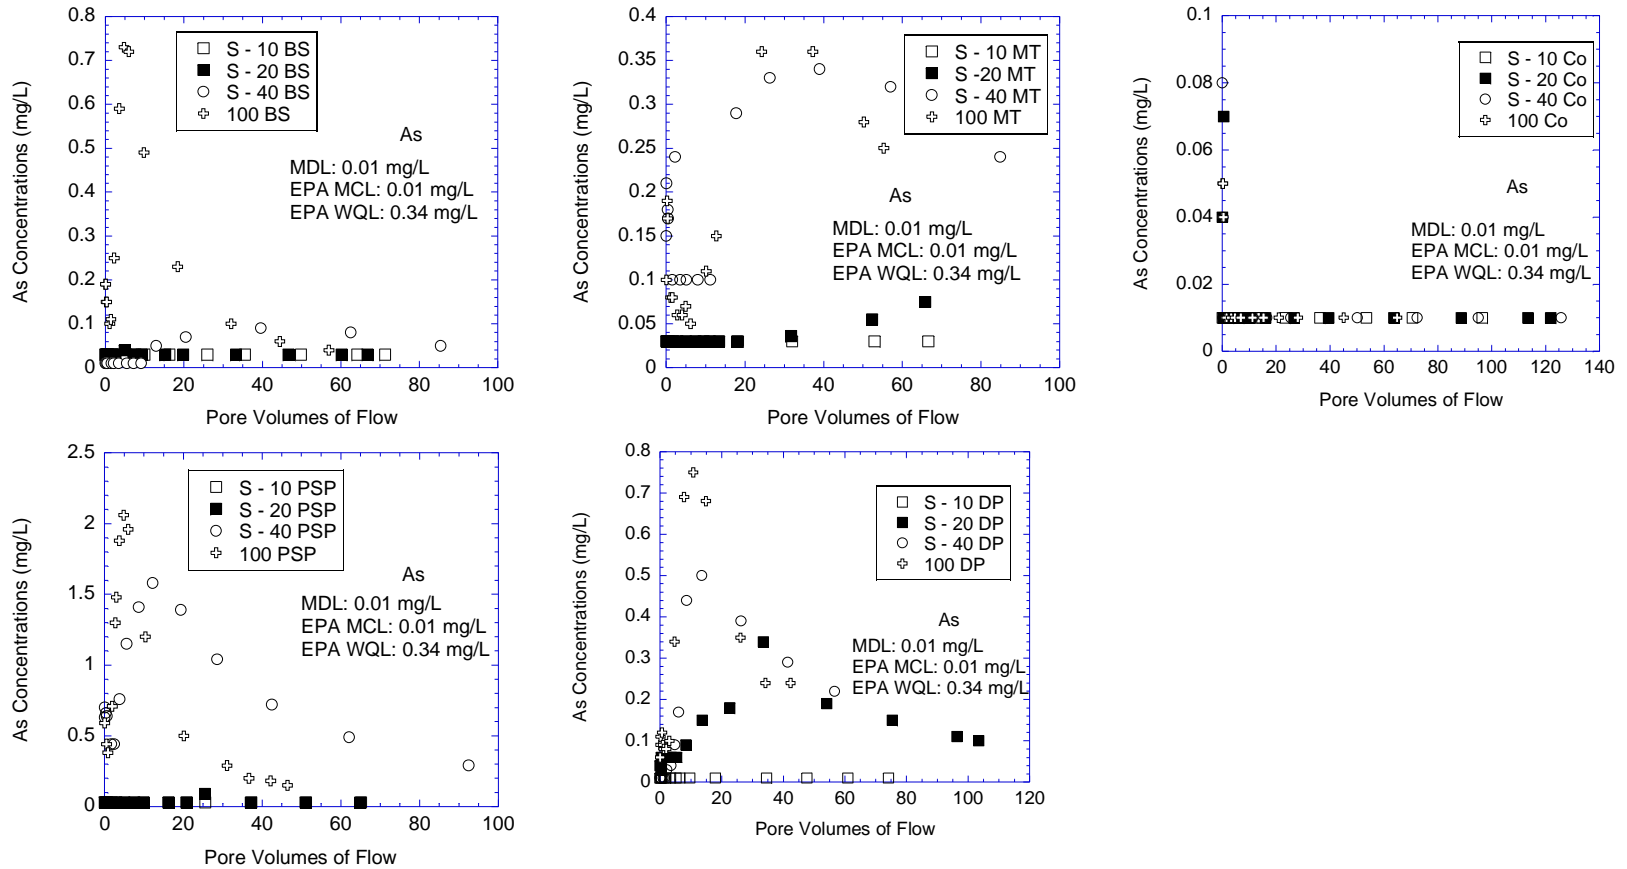 As Concentrations (mg/L)
0.8
0.7
0.6
0.5
0.4
0.3
0.2
0.1
0
S - 10 BS
S - 20 BS
S - 40 BS
100 BS
As
MDL: 0.01 mg/L
EPA MCL: 0.01 mg/L
EPA WQL: 0.34 mg/L
0 20 40 60 80 100
Pore Volumes of Flow
As Concentrations (mg/L)
0.4
0.35
0.3
0.25
0.2
0.15
0.1
0.05
0
S - 10 MT
S -20 MT
S - 40 MT
100 MT
As
MDL: 0.01 mg/L
EPA MCL: 0.01 mg/L
EPA WQL: 0.34 mg/L
0 20 40 60 80 100
Pore Volumes of Flow
As Concentrations (mg/L)
0.1
0.08
0.06
0.04
0.02
0
S - 10 Co
S - 20 Co
S - 40 Co
100 Co
As
MDL: 0.01 mg/L
EPA MCL: 0.01 mg/L
EPA WQL: 0.34 mg/L
0 20 40 60 80 100 120 140
Pore Volumes of Flow
As Concentrations (mg/L)
2.5
2
1.5
1
0.5
0
S - 10 PSP
S - 20 PSP
S - 40 PSP
100 PSP
As
MDL: 0.01 mg/L
EPA MCL: 0.01 mg/L
EPA WQL: 0.34 mg/L
0 20 40 60 80 100
Pore Volumes of Flow
As Concentrations (mg/L)
0.8
0.7
0.6
0.5
0.4
0.3
0.2
0.1
0
S - 10 DP
S - 20 DP
S - 40 DP
100 DP
As
MDL: 0.01 mg/L
EPA MCL: 0.01 mg/L
EPA WQL: 0.34 mg/L
0 20 40 60 80 100 120
Pore Volumes of Flow